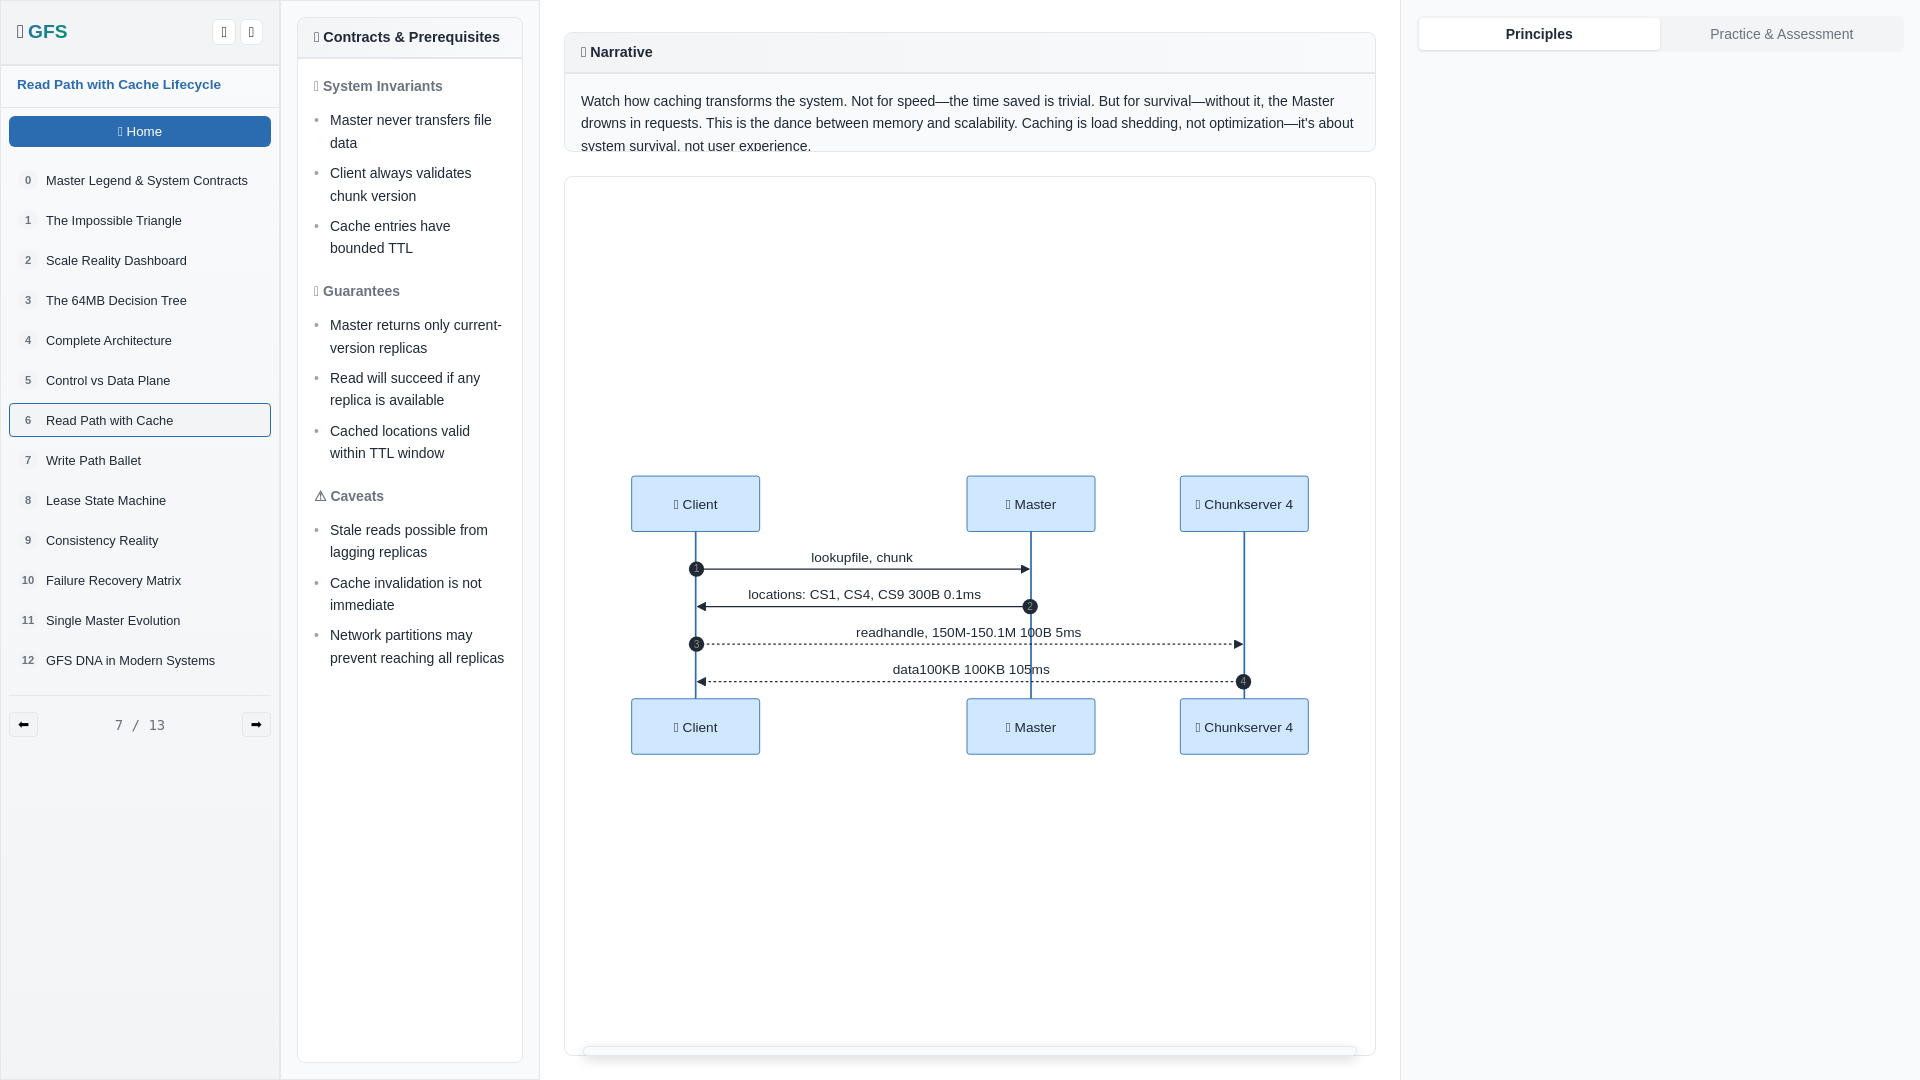 GFS
Read Path with Cache Lifecycle
Home
0 Master Legend & System Contracts
1 The Impossible Triangle
2 Scale Reality Dashboard
3 The 64MB Decision Tree
4 Complete Architecture
5 Control vs Data Plane
6 Read Path with Cache
7 Write Path Ballet
8 Lease State Machine
9 Consistency Reality
10 Failure Recovery Matrix
11 Single Master Evolution
12 GFS DNA in Modern Systems
⬅ 7 / 13 ➡
Contracts & Prerequisites
System Invariants
• Master never transfers file
data
• Client always validates
chunk version
• Cache entries have
bounded TTL
Guarantees
• Master returns only current-
version replicas
• Read will succeed if any
replica is available
• Cached locations valid
within TTL window
⚠ Caveats
• Stale reads possible from
lagging replicas
• Cache invalidation is not
immediate
• Network partitions may
prevent reaching all replicas
Narrative
Watch how caching transforms the system. Not for speed—the time saved is trivial. But for survival—without it, the Master
drowns in requests. This is the dance between memory and scalability. Caching is load shedding, not optimization—it's about
system survival, not user experience.
Client Master Chunkserver 4
lookupfile, chunk
1
locations: CS1, CS4, CS9 300B 0.1ms
2
readhandle, 150M-150.1M 100B 5ms
3
data100KB 100KB 105ms
4
Client Master Chunkserver 4
Principles
Practice & Assessment